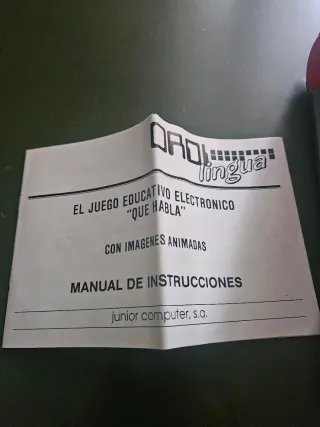 ORDI
lingua
EL JUEGO EDUCATIVO ELECTRONICO
"QUE HABLA"
CON IMAGENES ANIMADAS
MANUAL DE INSTRUCCIONES
junior computer, s.a.